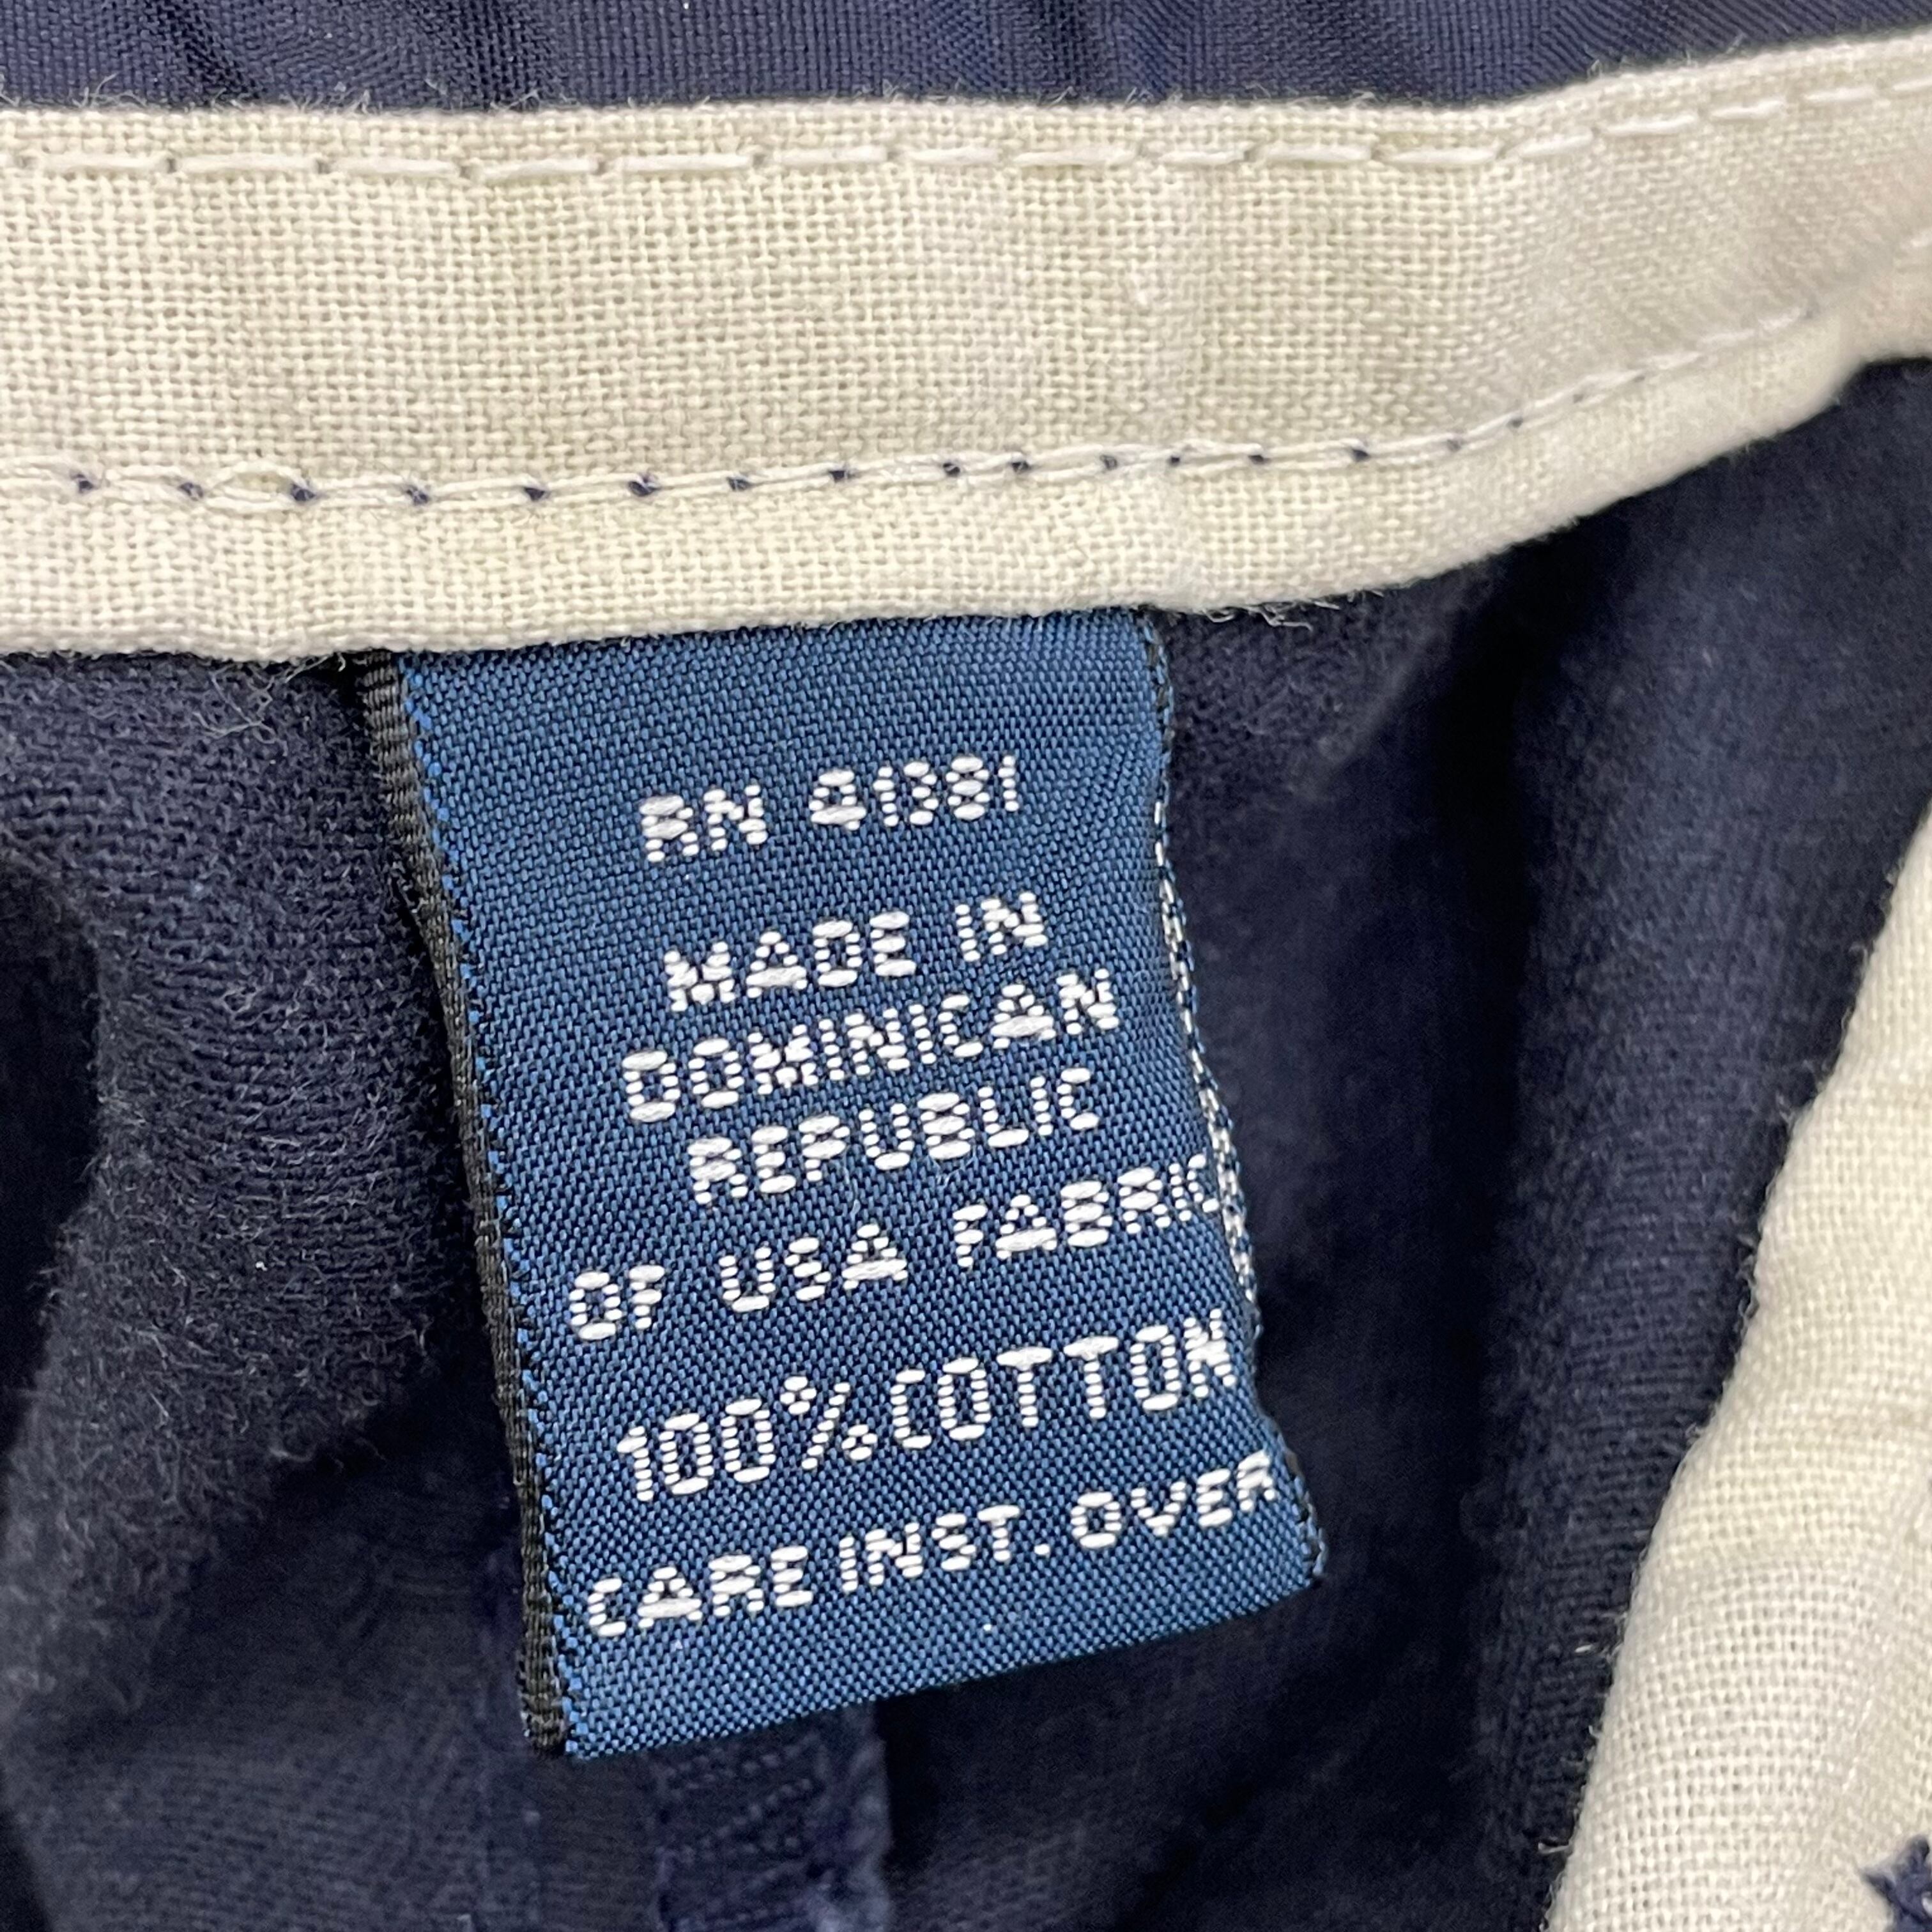 RN 41381
MADE IN
DOMINICAN
REPUBLIC
OF USA FABRIC
100% COTTON
CARE INST. OVER